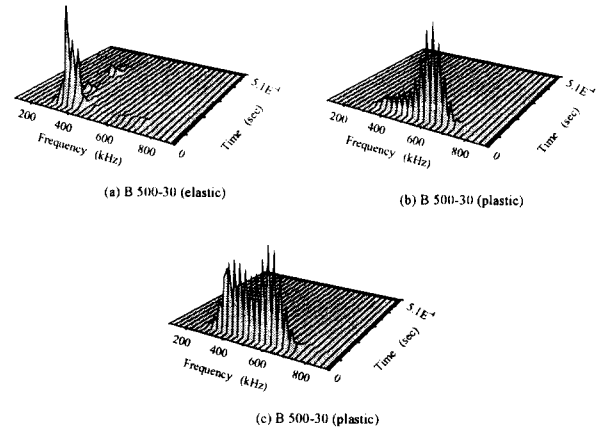 5.1E-4
200
400
600
800
0
Frequency (kHz)
Time (sec)
(a) B 500-30 (elastic)
5.1E-4
200
400
600
800
0
Frequency (kHz)
Time (sec)
(b) B 500-30 (plastic)
5.1E-4
200
400
600
800
0
Frequency (kHz)
Time (sec)
(c) B 500-30 (plastic)